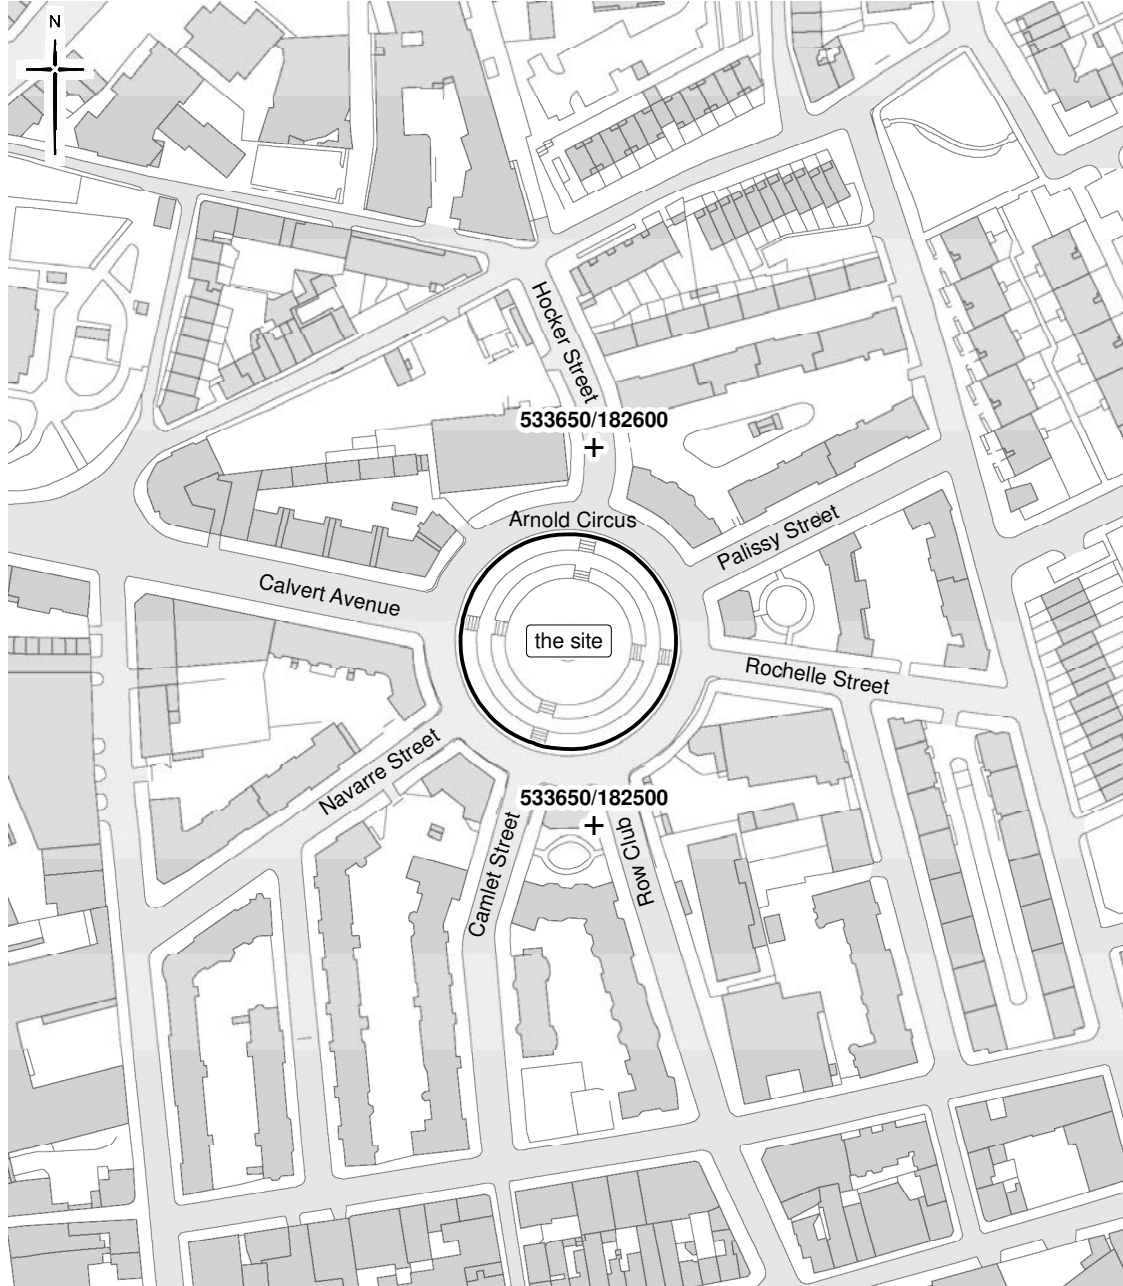 N
Hocker Street
533650/182600
Arnold Circus
Palissy Street
Calvert Avenue
the site
Rochelle Street
Navarre Street
533650/182500
Camlet Street
Row Club